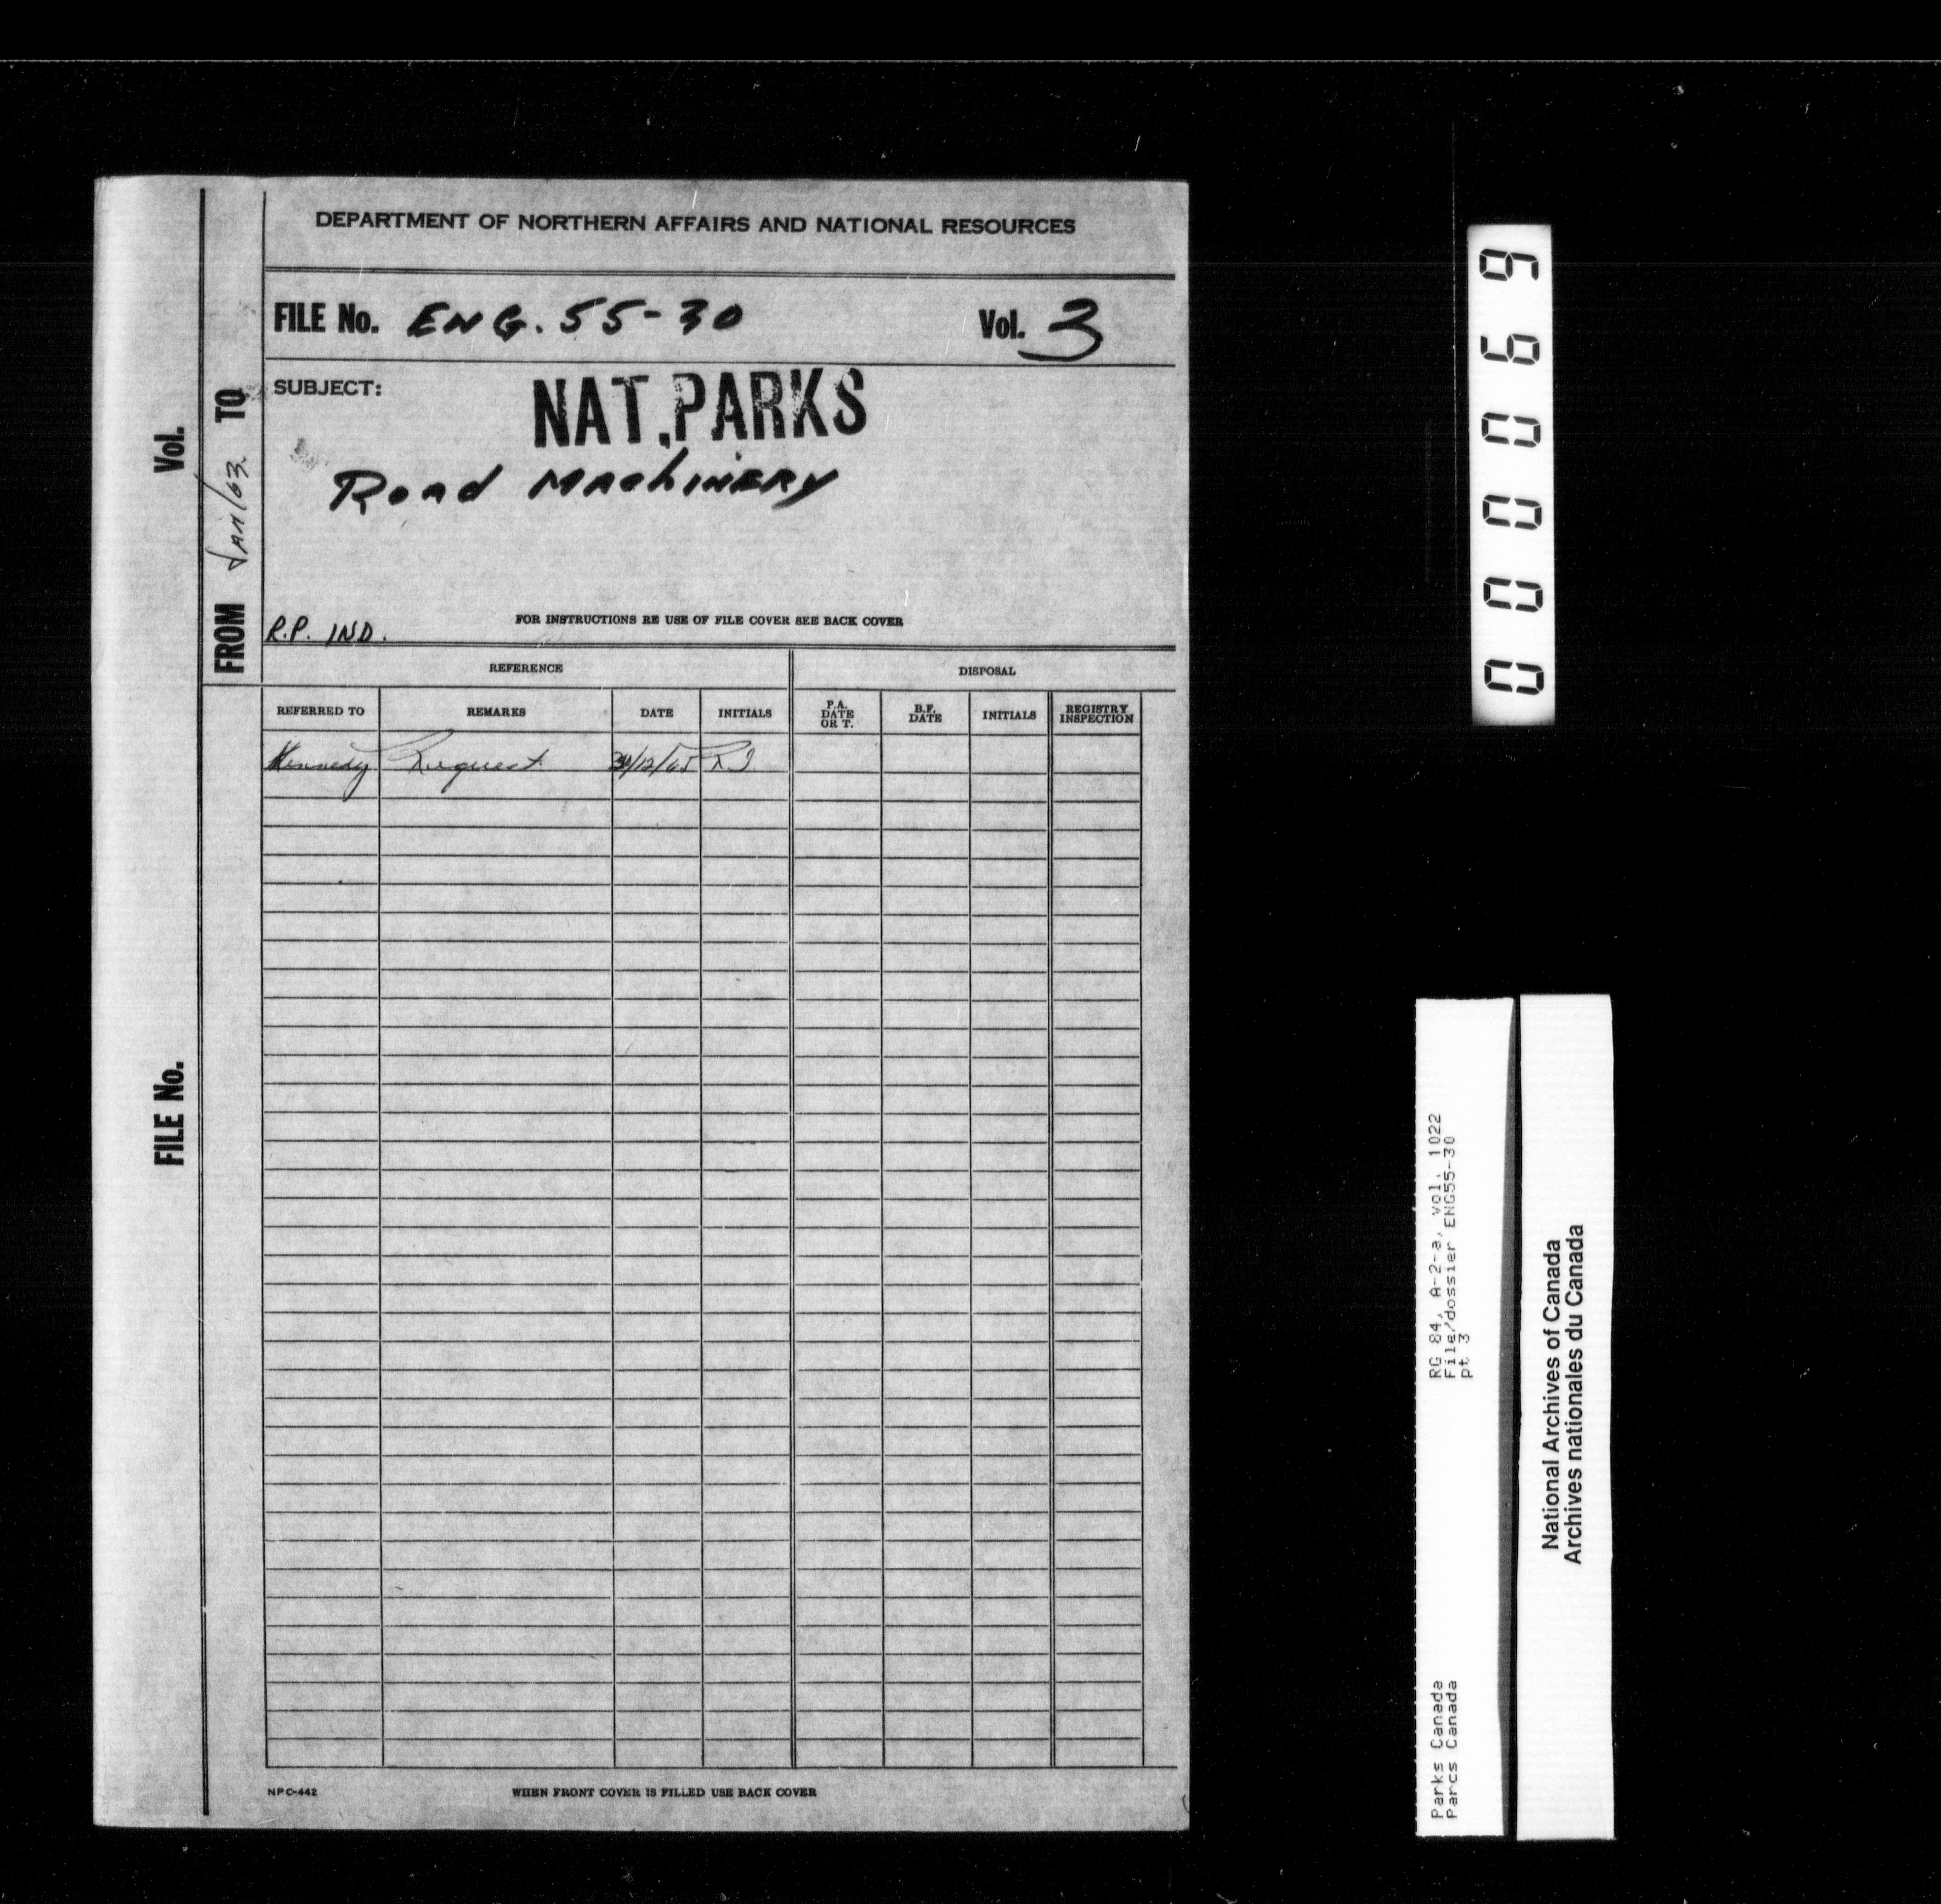 DEPARTMENT OF NORTHERN AFFAIRS AND NATIONAL RESOURCES
FILE No. ENG. 55-30 Vol. 3
SUBJECT: NAT. PARKS
Road Machinery
R.P. IND.
FOR INSTRUCTIONS RE USE OF FILE COVER SEE BACK COVER
REFERENCE DISPOSAL
REFERRED TO REMARKS DATE INITIALS P.A. DATE OR T. B.F. DATE INITIALS REGISTRY INSPECTION
Kennedy Request /12/65
NPC-442 WHEN FRONT COVER IS FILLED USE BACK COVER
FILE No. Vol.
FROM Jan/63 TO
000069
RG 84, A-2-a, vol. 1022
File/dossier ENG55-30
pt 3
Parks Canada
Parcs Canada
National Archives of Canada
Archives nationales du Canada